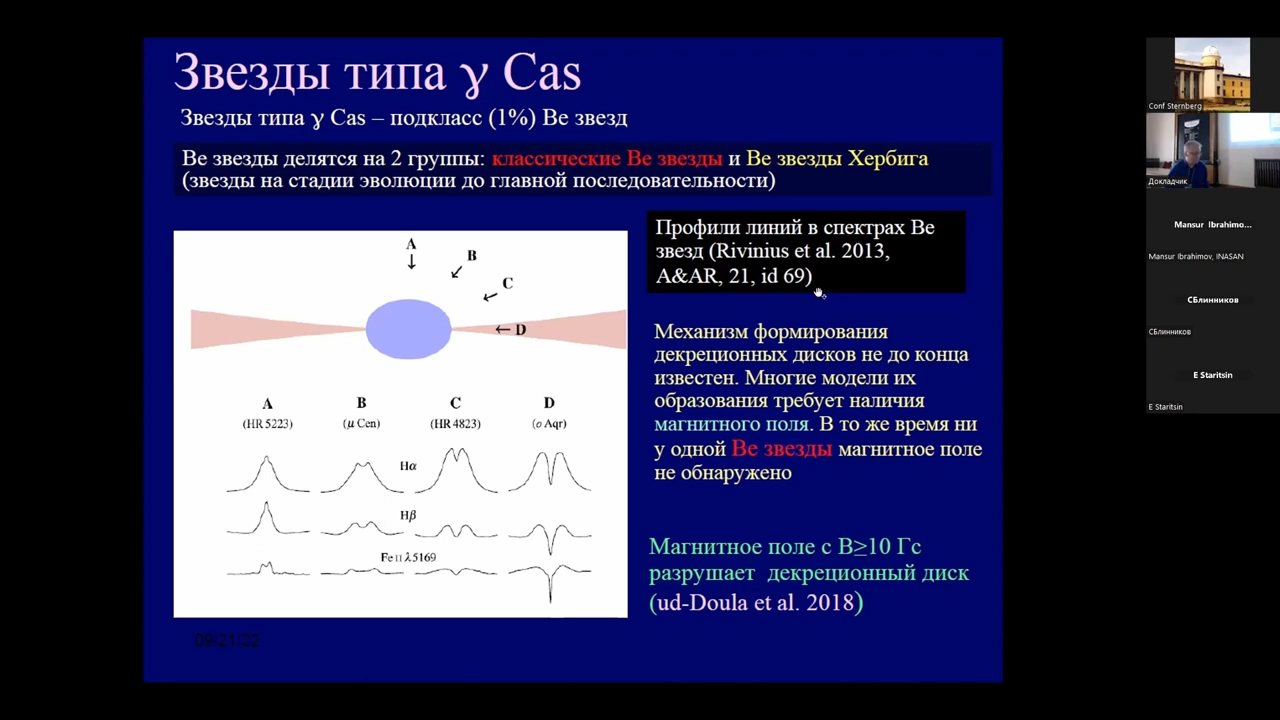 Звезды типа γ Cas
Звезды типа γ Cas – подкласс (1%) Be звезд
Ве звезды делятся на 2 группы: классические Ве звезды и Ве звезды Хербига
(звезды на стадии эволюции до главной последовательности)
A
B
C
D
A B C D
(HR 5223) (μ Cen) (HR 4823) (o Aqr)
Hα
Hβ
Fe II λ5169
Профили линий в спектрах Ве
звезд (Rivinius et al. 2013,
A&AR, 21, id 69)
Механизм формирования
декреционных дисков не до конца
известен. Многие модели их
образования требует наличия
магнитного поля. В то же время ни
у одной Ве звезды магнитное поле
не обнаружено
Магнитное поле с B≥10 Гс
разрушает декреционный диск
(ud-Doula et al. 2018)
09/21/22
Conf Sternberg
Докладчик
Mansur Ibrahimo...
Mansur Ibrahimov, INASAN
СБлинников
СБлинников
E Staritsin
E Staritsin